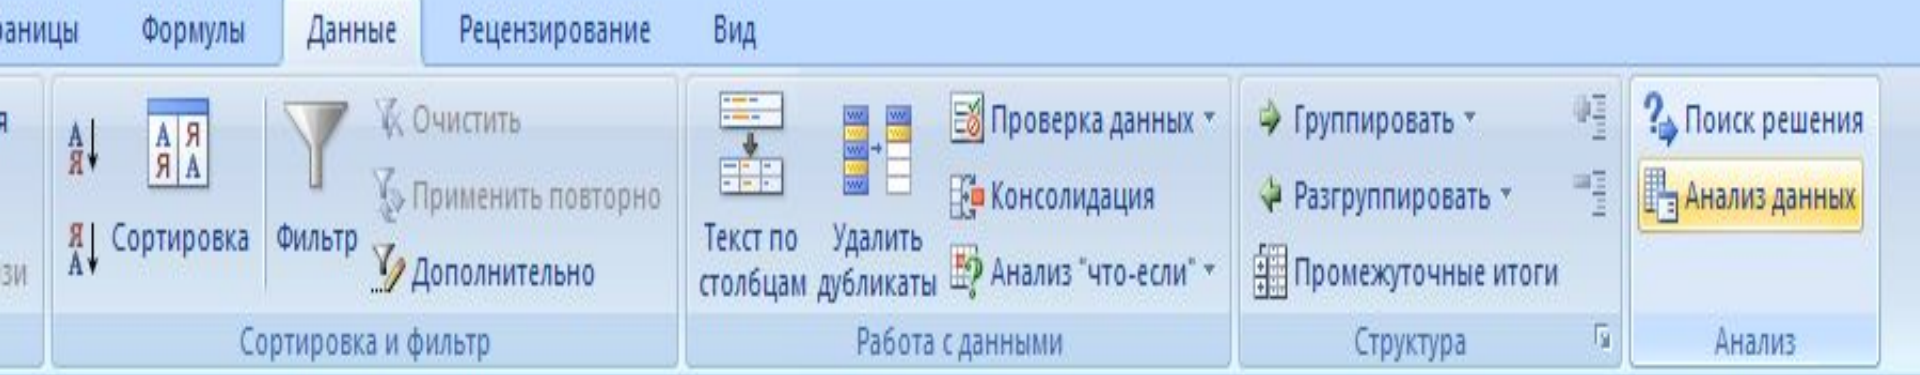 Формулы Данные Рецензирование Вид
Сортировка
Фильтр
Очистить
Применить повторно
Дополнительно
Сортировка и фильтр
Текст по
столбцам
Удалить
дубликаты
Проверка данных
Консолидация
Анализ "что-если"
Работа с данными
Группировать
Разгруппировать
Промежуточные итоги
Структура
Поиск решения
Анализ данных
Анализ